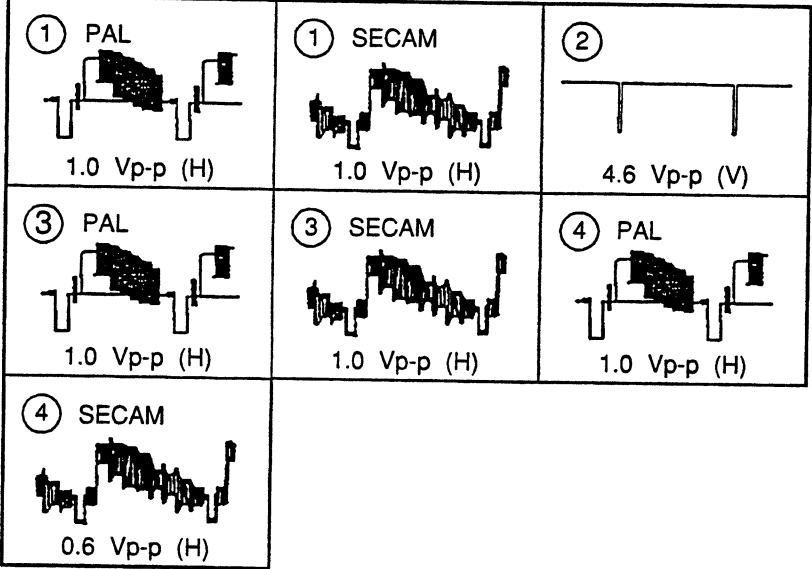 ① PAL
1.0 Vp-p (H)
① SECAM
1.0 Vp-p (H)
②
4.6 Vp-p (V)
③ PAL
1.0 Vp-p (H)
③ SECAM
1.0 Vp-p (H)
④ PAL
1.0 Vp-p (H)
④ SECAM
0.6 Vp-p (H)